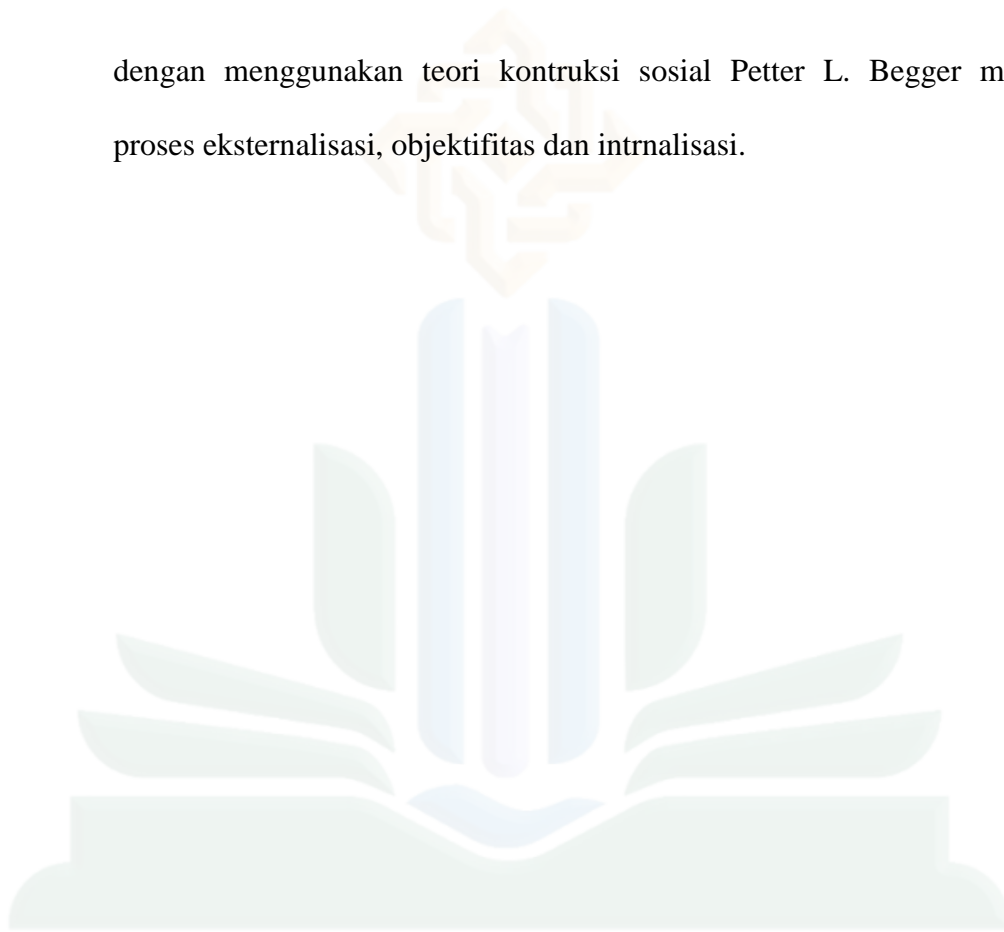 dengan menggunakan teori kontruksi sosial Petter L. Begger m
proses eksternalisasi, objektifitas dan intrnalisasi.